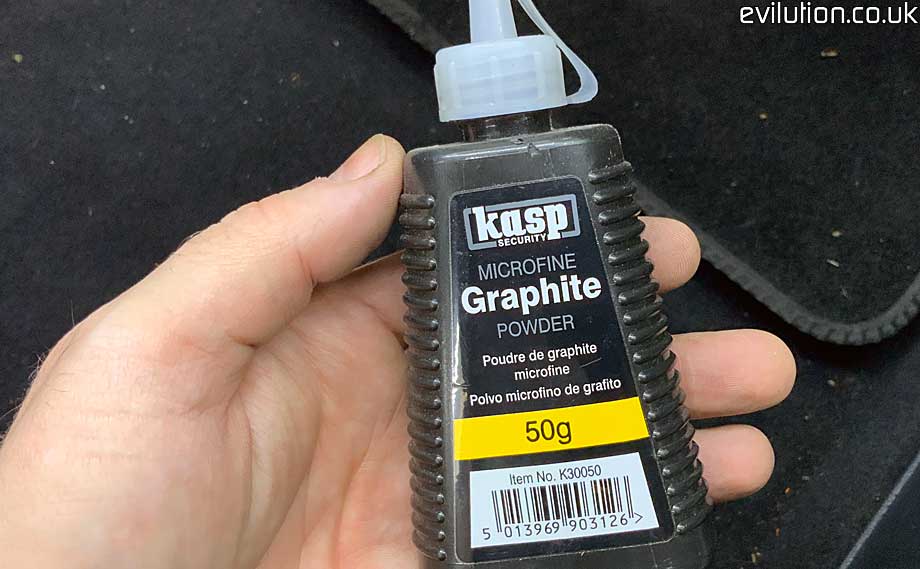 evilution.co.uk
kasp
SECURITY
MICROFINE
Graphite
POWDER
Poudre de graphite
microfine
Polvo microfino de grafito
50g
Item No. K30050
5 013969 903126 >